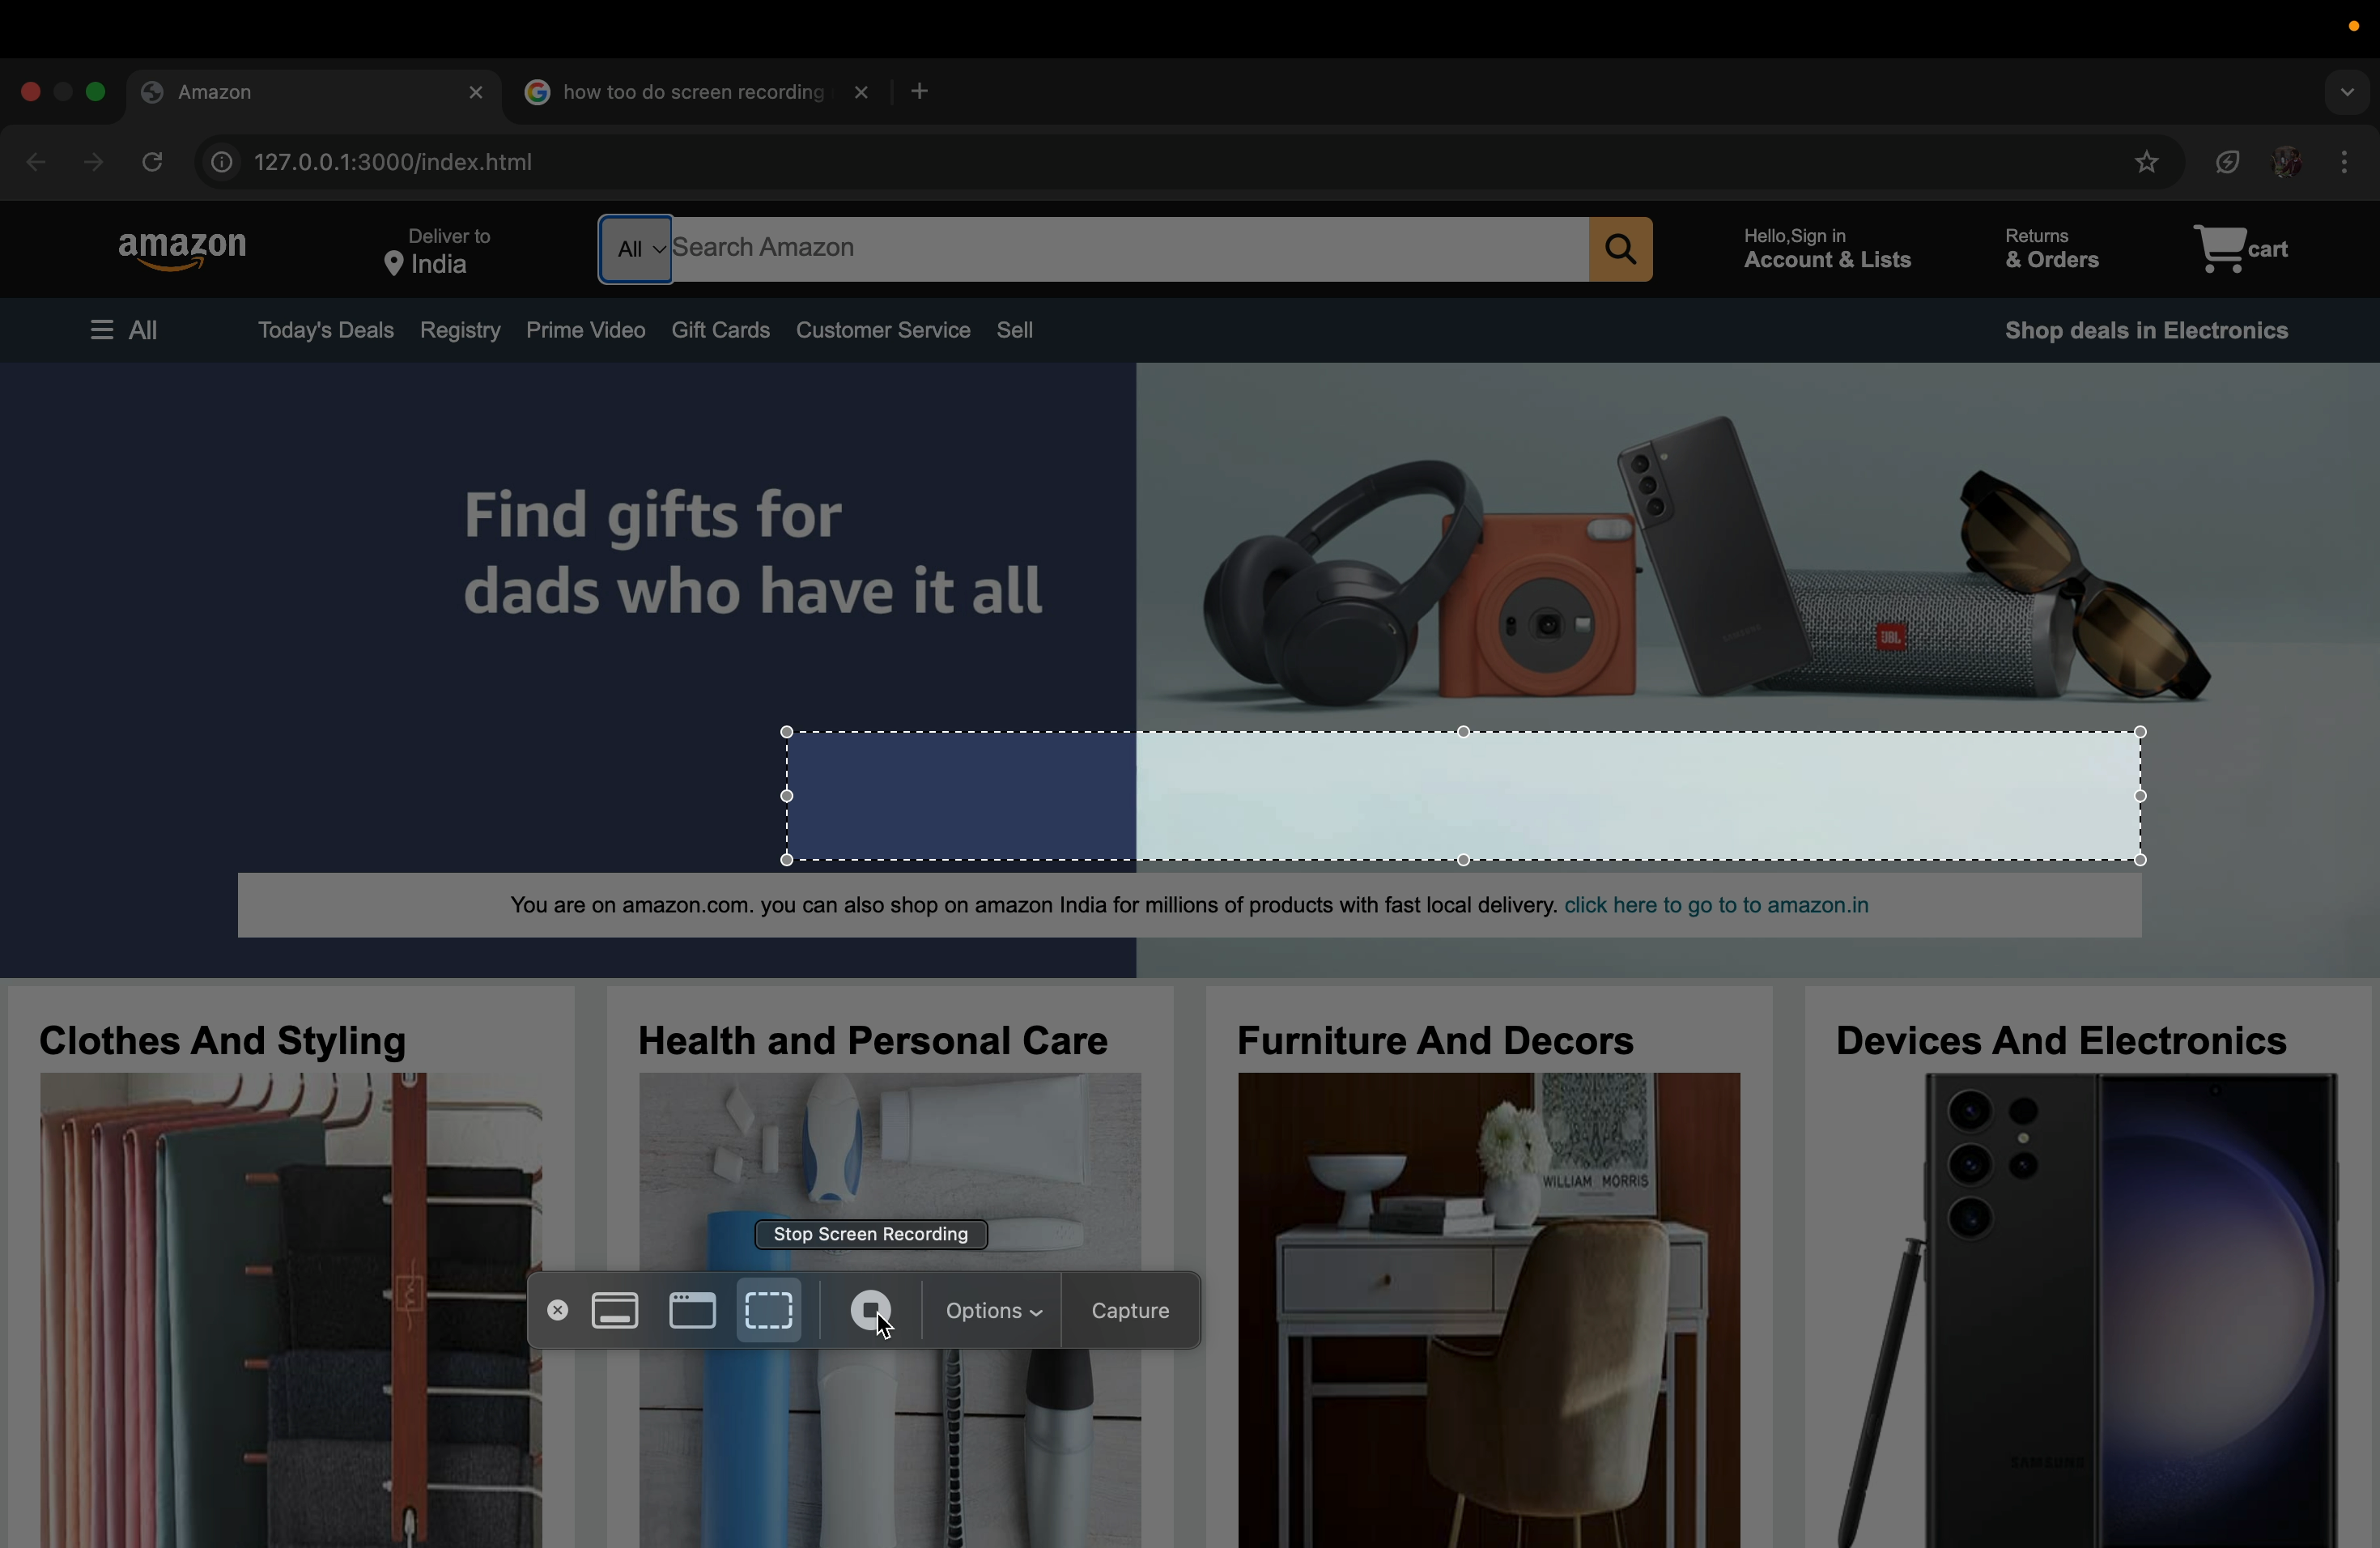 Amazon
how too do screen recording
127.0.0.1:3000/index.html
amazon
Deliver to
India
All
Search Amazon
Hello,Sign in
Account & Lists
Returns
& Orders
cart
All
Today's Deals
Registry
Prime Video
Gift Cards
Customer Service
Sell
Shop deals in Electronics
Find gifts for
dads who have it all
JBL
SAMSUNG
You are on amazon.com. you can also shop on amazon India for millions of products with fast local delivery. click here to go to to amazon.in
Clothes And Styling
Health and Personal Care
Furniture And Decors
Devices And Electronics
WILLIAM MORRIS
Stop Screen Recording
Options
Capture
SAMSUNG